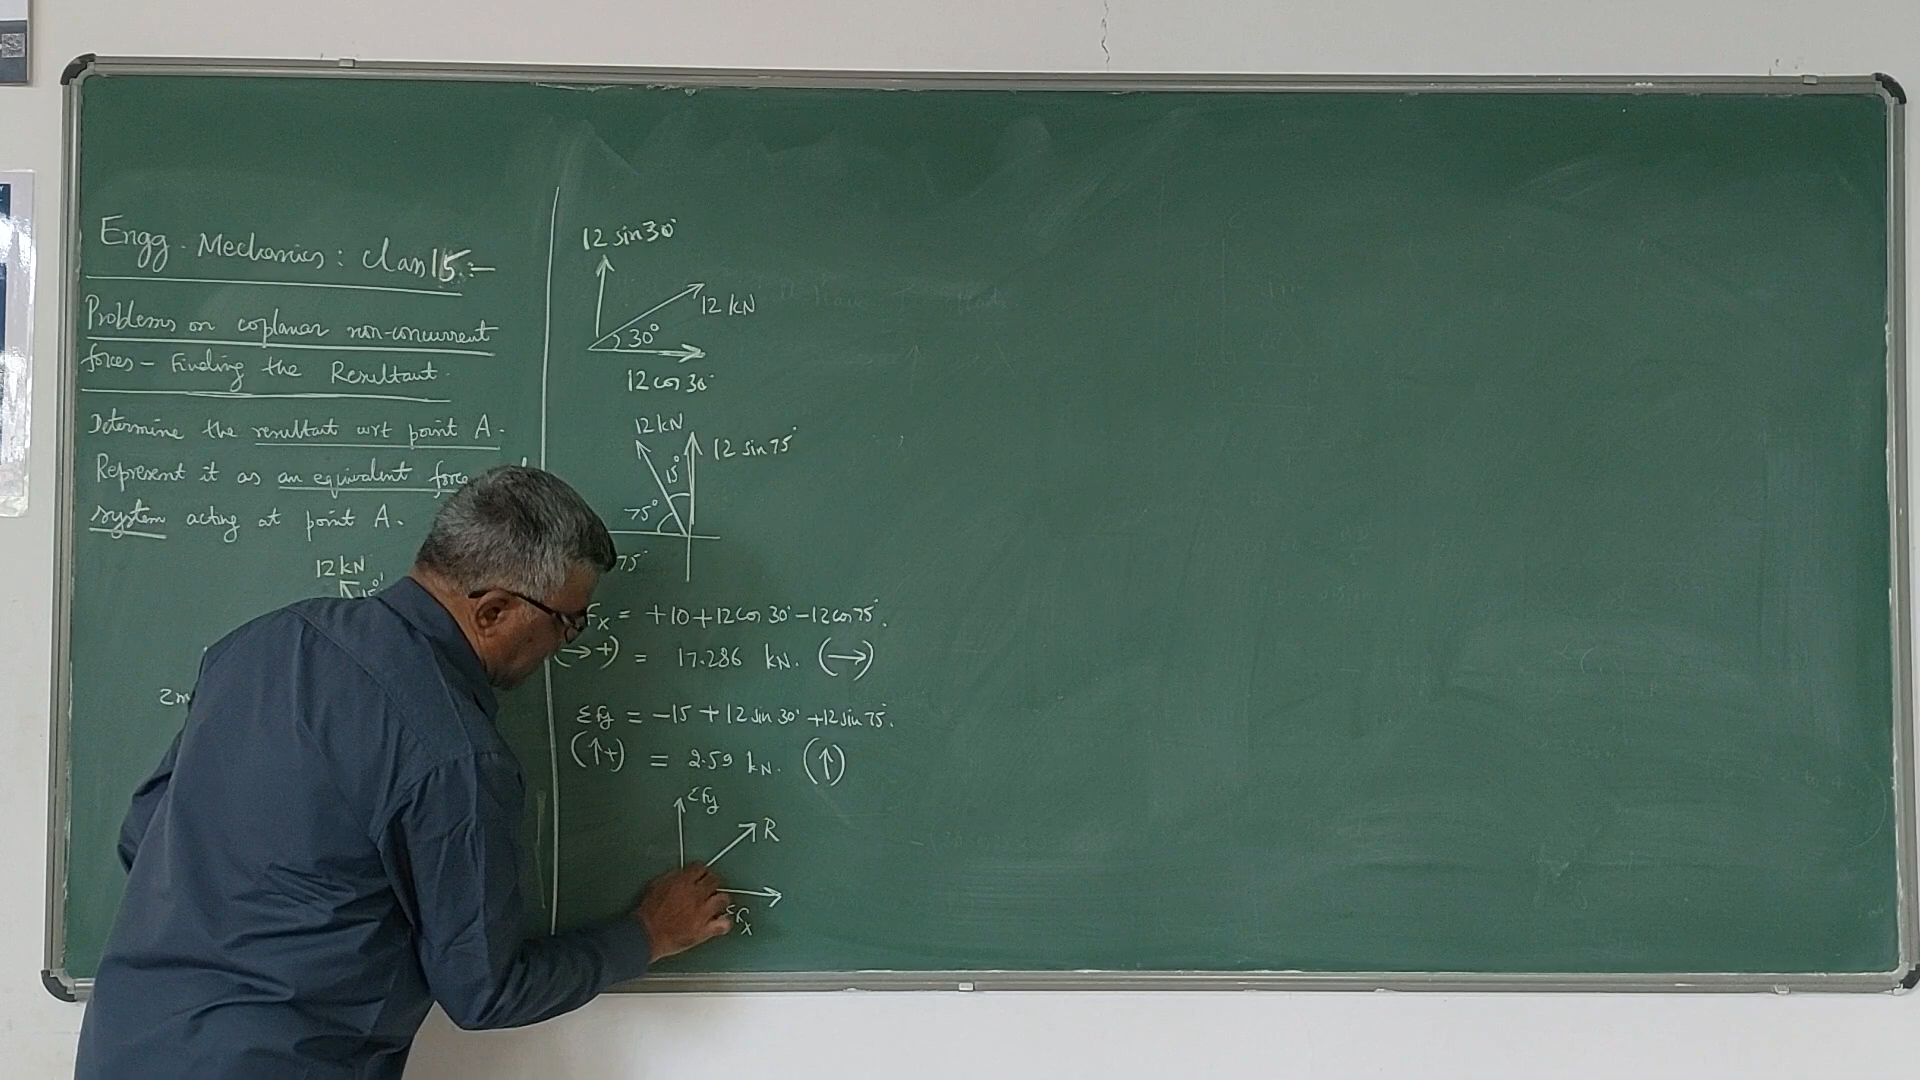 Engg. Mechanics: Class 15:-
Problems on coplanar non-concurrent
forces - Finding the Resultant.
Determine the resultant wrt point A.
Represent it as an equivalent force
system acting at point A.
12 kN
15°
2m
12 sin 30°
12 kN
30°
12 cos 30°
12 kN
12 sin 75°
15°
75°
75°
Fx = +10+12 cos 30° -12 cos 75°.
(→+) = 17.286 kN. (→)
ΣFy = -15 + 12 sin 30° +12 sin 75°.
(↑+) = 2.59 kN. (↑)
ΣFy
R
ΣFx